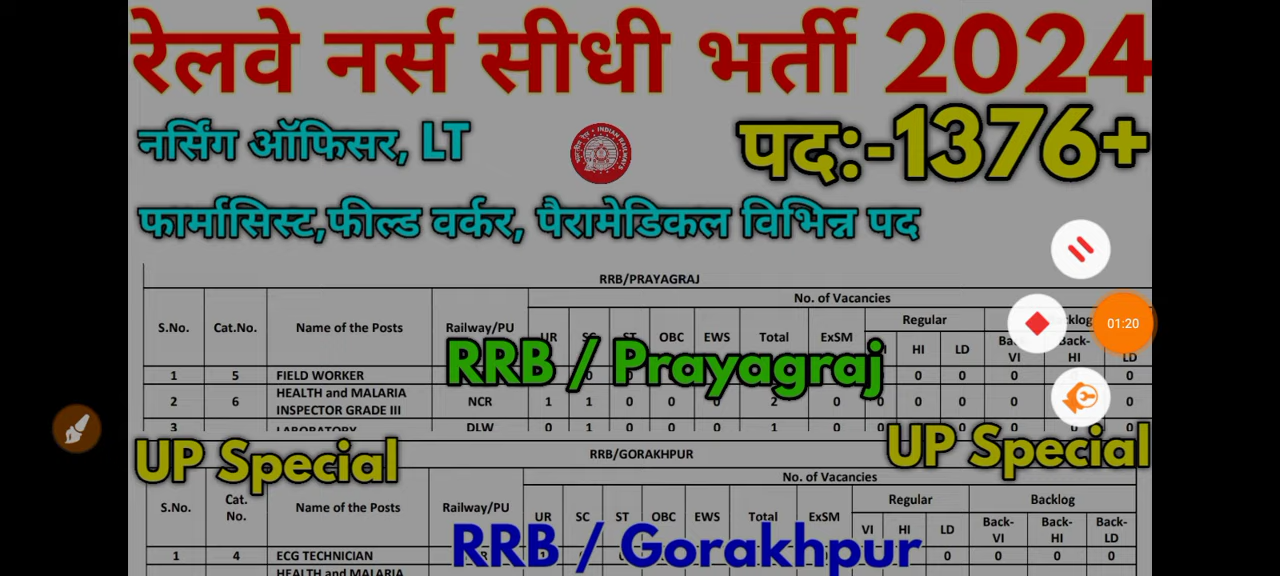 रेलवे नर्स सीधी भर्ती 2024
नर्सिंग ऑफिसर, LT
पद:-1376+
फार्मासिस्ट,फील्ड वर्कर, पैरामेडिकल विभिन्न पद
RRB/PRAYAGRAJ
S.No. Cat.No. Name of the Posts Railway/PU No. of Vacancies
Regular
SC ST OBC EWS Total ExSM
HI LD Back-HI LD
01:20
RRB / Prayagraj
1 5 FIELD WORKER 0 0 0 0 0
2 6 HEALTH and MALARIA INSPECTOR GRADE III NCR 1 1 0 0 0 2 0 0 0 0 0 0 0
3 LABORATORY DLW 0 1 0 0 0 1 0 0 0 0 0 0 0
UP Special
UP Special
RRB/GORAKHPUR
S.No. Cat. No. Name of the Posts Railway/PU No. of Vacancies
Regular Backlog
UR SC ST OBC EWS Total ExSM
VI HI LD Back-VI Back-HI Back-LD
RRB / Gorakhpur
1 4 ECG TECHNICIAN 0 0 0 0
HEALTH and MALARIA